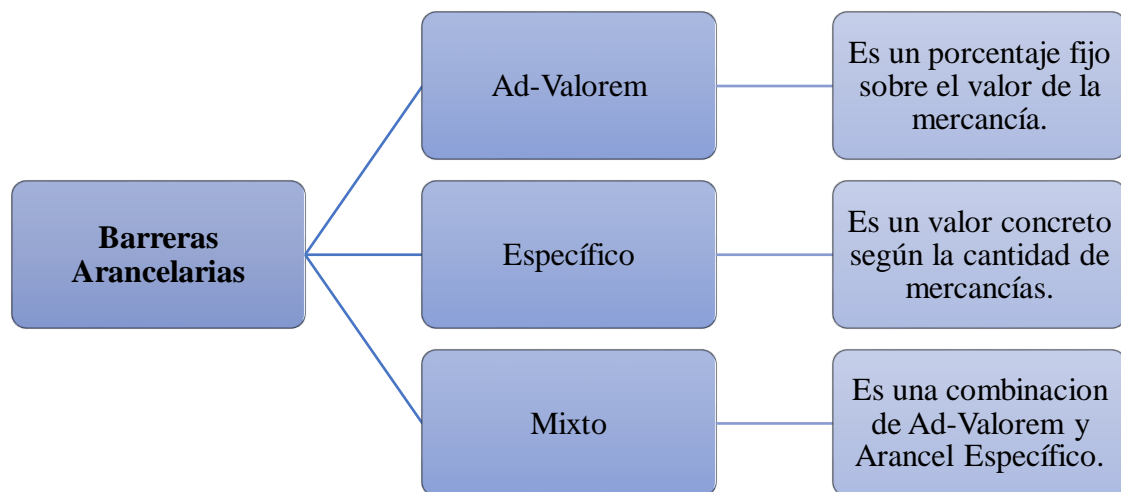 Barreras
Arancelarias
Ad-Valorem
Es un porcentaje fijo
sobre el valor de la
mercancía.
Específico
Es un valor concreto
según la cantidad de
mercancías.
Mixto
Es una combinacion
de Ad-Valorem y
Arancel Específico.